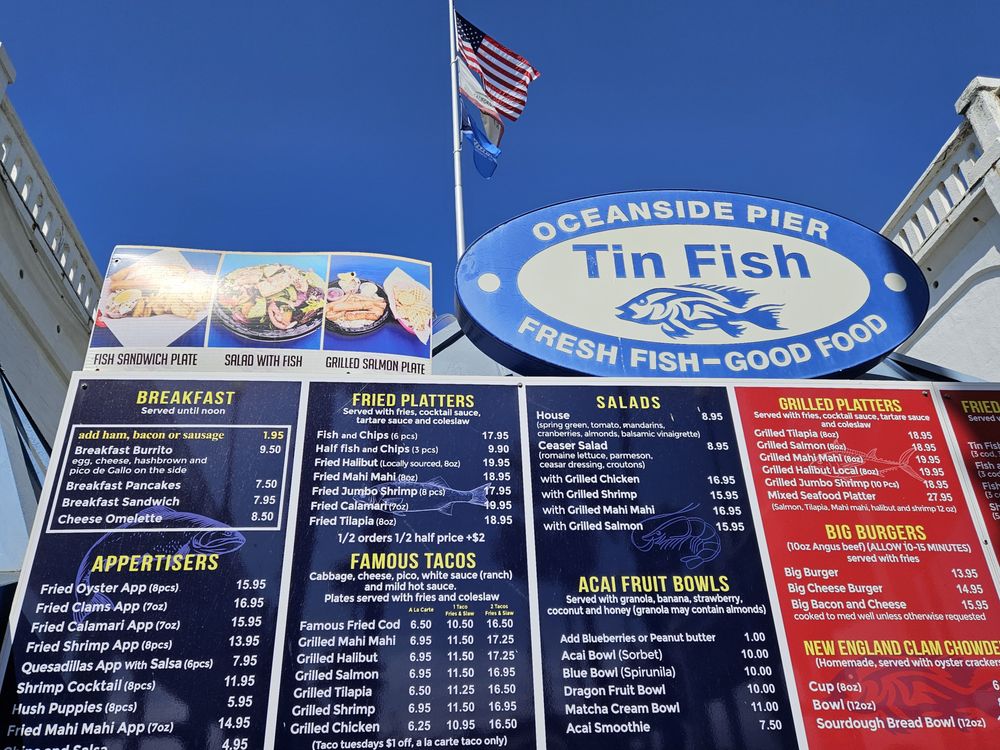 OCEANSIDE PIER
Tin Fish
FRESH FISH-GOOD FOOD
FISH SANDWICH PLATE
SALAD WITH FISH
GRILLED SALMON PLATE
BREAKFAST
Served until noon
add ham, bacon or sausage 1.95
Breakfast Burrito 9.50
egg, cheese, hashbrown and
pico de Gallo on the side
Breakfast Pancakes 7.50
Breakfast Sandwich 7.95
Cheese Omelette 8.50
APPERTISERS
Fried Oyster App (8pcs) 15.95
Fried Clams App (7oz) 16.95
Fried Calamari App (7oz) 15.95
Fried Shrimp App (8pcs) 13.95
Quesadillas App With Salsa (6pcs) 7.95
Shrimp Cocktail (8pcs) 11.95
Hush Puppies (8pcs) 5.95
Fried Mahi Mahi App (7oz) 14.95
Chips and Salsa 4.95
FRIED PLATTERS
Served with fries, cocktail sauce,
tartare sauce and coleslaw
Fish and Chips (6 pcs) 17.95
Half fish and Chips (3 pcs) 9.90
Fried Halibut (Locally sourced, 8oz) 19.95
Fried Mahi Mahi (8oz) 18.95
Fried Jumbo Shrimp (8 pcs) 17.95
Fried Calamari (7oz) 19.95
Fried Tilapia (8oz) 18.95
1/2 orders 1/2 half price +$2
FAMOUS TACOS
Cabbage, cheese, pico, white sauce (ranch)
and mild hot sauce.
Plates served with fries and coleslaw
A La Carte 1 Taco Fries & Slaw 2 Tacos Fries & Slaw
Famous Fried Cod 6.50 10.50 16.50
Grilled Mahi Mahi 6.95 11.50 17.25
Grilled Halibut 6.95 11.50 17.25
Grilled Salmon 6.95 11.50 16.95
Grilled Tilapia 6.50 11.25 16.50
Grilled Shrimp 6.95 11.50 16.95
Grilled Chicken 6.25 10.95 16.50
(Taco tuesdays $1 off, a la carte taco only)
SALADS
House 8.95
(spring green, tomato, mandarins,
cranberries, almonds, balsamic vinaigrette)
Ceaser Salad 8.95
(romaine lettuce, parmeson,
ceasar dressing, croutons)
with Grilled Chicken 16.95
with Grilled Shrimp 15.95
with Grilled Mahi Mahi 16.95
with Grilled Salmon 15.95
ACAI FRUIT BOWLS
Served with granola, banana, strawberry,
coconut and honey (granola may contain almonds)
Add Blueberries or Peanut butter 1.00
Acai Bowl (Sorbet) 10.00
Blue Bowl (Spirunila) 10.00
Dragon Fruit Bowl 10.00
Matcha Cream Bowl 11.00
Acai Smoothie 7.50
GRILLED PLATTERS
Served with fries, cocktail sauce, tartare sauce
and coleslaw
Grilled Tilapia (8oz) 18.95
Grilled Salmon (8oz) 18.95
Grilled Mahi Mahi (8oz) 19.95
Grilled Halibut Local (8oz) 19.95
Grilled Jumbo Shrimp (10 Pcs) 18.95
Mixed Seafood Platter 27.95
(Salmon, Tilapia, Mahi mahi, halibut and shrimp 12 oz)
BIG BURGERS
(10oz Angus beef) (ALLOW 10-15 MINUTES)
served with fries
Big Burger 13.95
Big Cheese Burger 14.95
Big Bacon and Cheese 15.95
cooked to med well unless otherwise requested
NEW ENGLAND CLAM CHOWDE
(Homemade, served with oyster crackers
Cup (8oz) 6
Bowl (12oz)
Sourdough Bread Bowl (12oz)
FRIED
Tin Fis
(3 cod,
Fish
(3 cod,
Fish
Fish
Sh